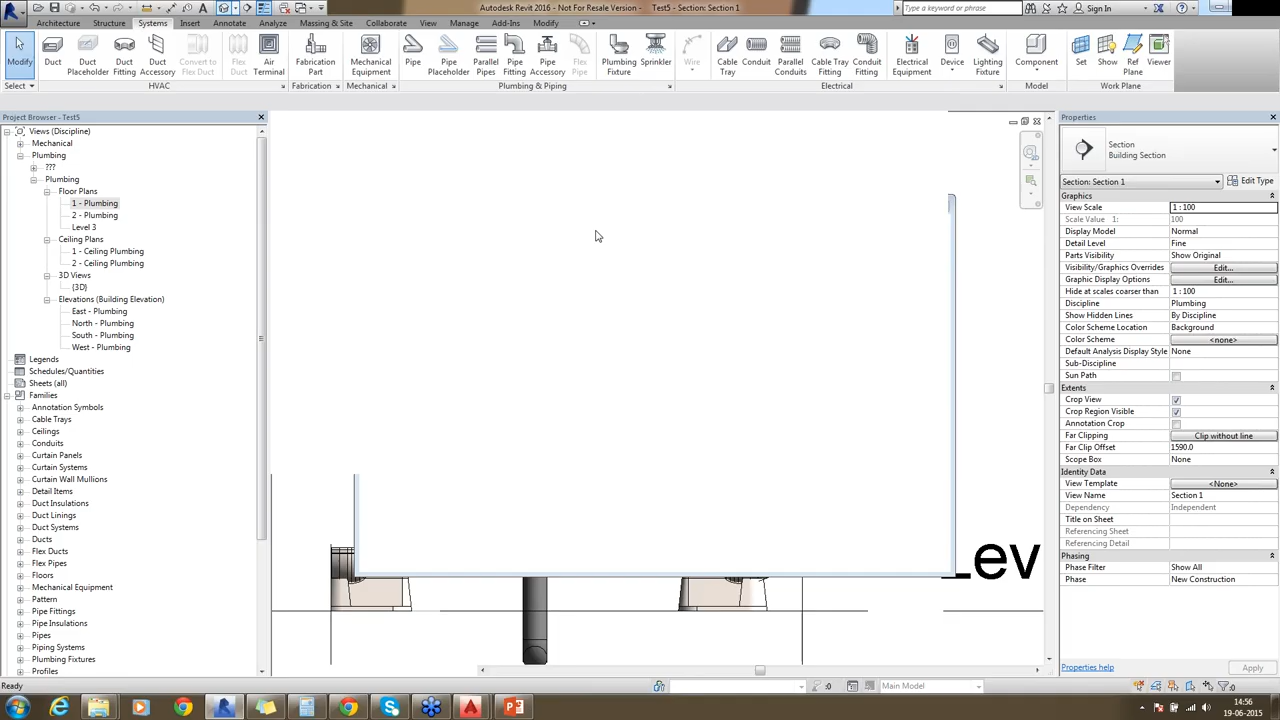 Autodesk Revit 2016 - Not For Resale Version - Test5 - Section: Section 1
Type a keyword or phrase
Sign In
Architecture Structure Systems Insert Annotate Analyze Massing & Site Collaborate View Manage Add-Ins Modify
Modify
Duct
Duct Placeholder
Duct Fitting
Duct Accessory
Convert to Flex Duct
Flex Duct
Air Terminal
Fabrication Part
Mechanical Equipment
Pipe
Pipe Placeholder
Parallel Pipes
Pipe Fitting
Pipe Accessory
Flex Pipe
Plumbing Fixture
Sprinkler
Wire
Cable Tray
Conduit
Parallel Conduits
Cable Tray Fitting
Conduit Fitting
Electrical Equipment
Device
Lighting Fixture
Component
Set
Show
Ref Plane
Viewer
Select HVAC Fabrication Mechanical Plumbing & Piping Electrical Model Work Plane
Project Browser - Test5
Views (Discipline)
Mechanical
Plumbing
???
Plumbing
Floor Plans
1 - Plumbing
2 - Plumbing
Level 3
Ceiling Plans
1 - Ceiling Plumbing
2 - Ceiling Plumbing
3D Views
{3D}
Elevations (Building Elevation)
East - Plumbing
North - Plumbing
South - Plumbing
West - Plumbing
Legends
Schedules/Quantities
Sheets (all)
Families
Annotation Symbols
Cable Trays
Ceilings
Conduits
Curtain Panels
Curtain Systems
Curtain Wall Mullions
Detail Items
Duct Insulations
Duct Linings
Duct Systems
Ducts
Flex Ducts
Flex Pipes
Floors
Mechanical Equipment
Pattern
Pipe Fittings
Pipe Insulations
Pipes
Piping Systems
Plumbing Fixtures
Profiles
Lev
Properties
Section
Building Section
Section: Section 1
Edit Type
Graphics
View Scale 1 : 100
Scale Value 1: 100
Display Model Normal
Detail Level Fine
Parts Visibility Show Original
Visibility/Graphics Overrides Edit...
Graphic Display Options Edit...
Hide at scales coarser than 1 : 100
Discipline Plumbing
Show Hidden Lines By Discipline
Color Scheme Location Background
Color Scheme <none>
Default Analysis Display Style None
Sub-Discipline
Sun Path
Extents
Crop View
Crop Region Visible
Annotation Crop
Far Clipping Clip without line
Far Clip Offset 1590.0
Scope Box None
Identity Data
View Template <None>
View Name Section 1
Dependency Independent
Title on Sheet
Referencing Sheet
Referencing Detail
Phasing
Phase Filter Show All
Phase New Construction
Properties help
Apply
Ready
:0
Main Model
:0
14:56
19-06-2015